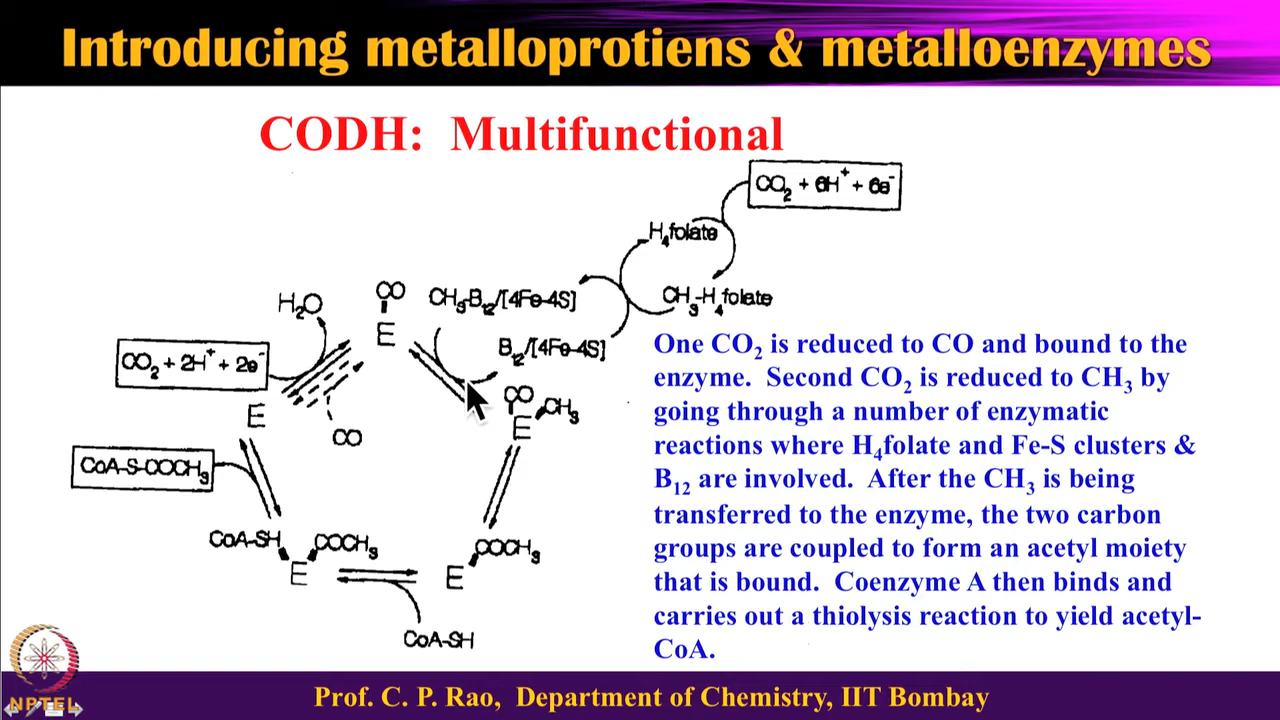 Introducing metalloprotiens & metalloenzymes
CODH: Multifunctional
CO₂ + 6H⁺ + 6e⁻
H₄folate
CH₃-H₄folate
CH₃-B₁₂/[4Fe-4S]
B₁₂/[4Fe-4S]
H₂O
CO
E
CO₂ + 2H⁺ + 2e⁻
E
CO
CO
E
CH₃
CoA-S-COCH₃
CoA-SH
COCH₃
E
COCH₃
E
CoA-SH
One CO₂ is reduced to CO and bound to the
enzyme. Second CO₂ is reduced to CH₃ by
going through a number of enzymatic
reactions where H₄folate and Fe-S clusters &
B₁₂ are involved. After the CH₃ is being
transferred to the enzyme, the two carbon
groups are coupled to form an acetyl moiety
that is bound. Coenzyme A then binds and
carries out a thiolysis reaction to yield acetyl-
CoA.
NPTEL
Prof. C. P. Rao, Department of Chemistry, IIT Bombay